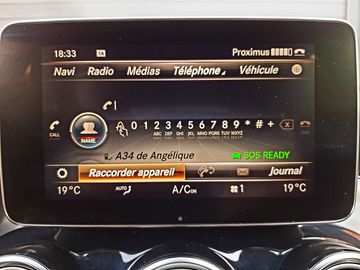 18:33 TA Proximus
Navi Radio Médias Téléphone Véhicule
CALL NAME 0 1 2 3 4 5 6 7 8 9 * # +
ABC DEF GHI JKL MNO PQRS TUV WXYZ
A34 de Angélique SOS READY
Raccorder appareil Journal
19°C AUTO A/C ON 1 19°C